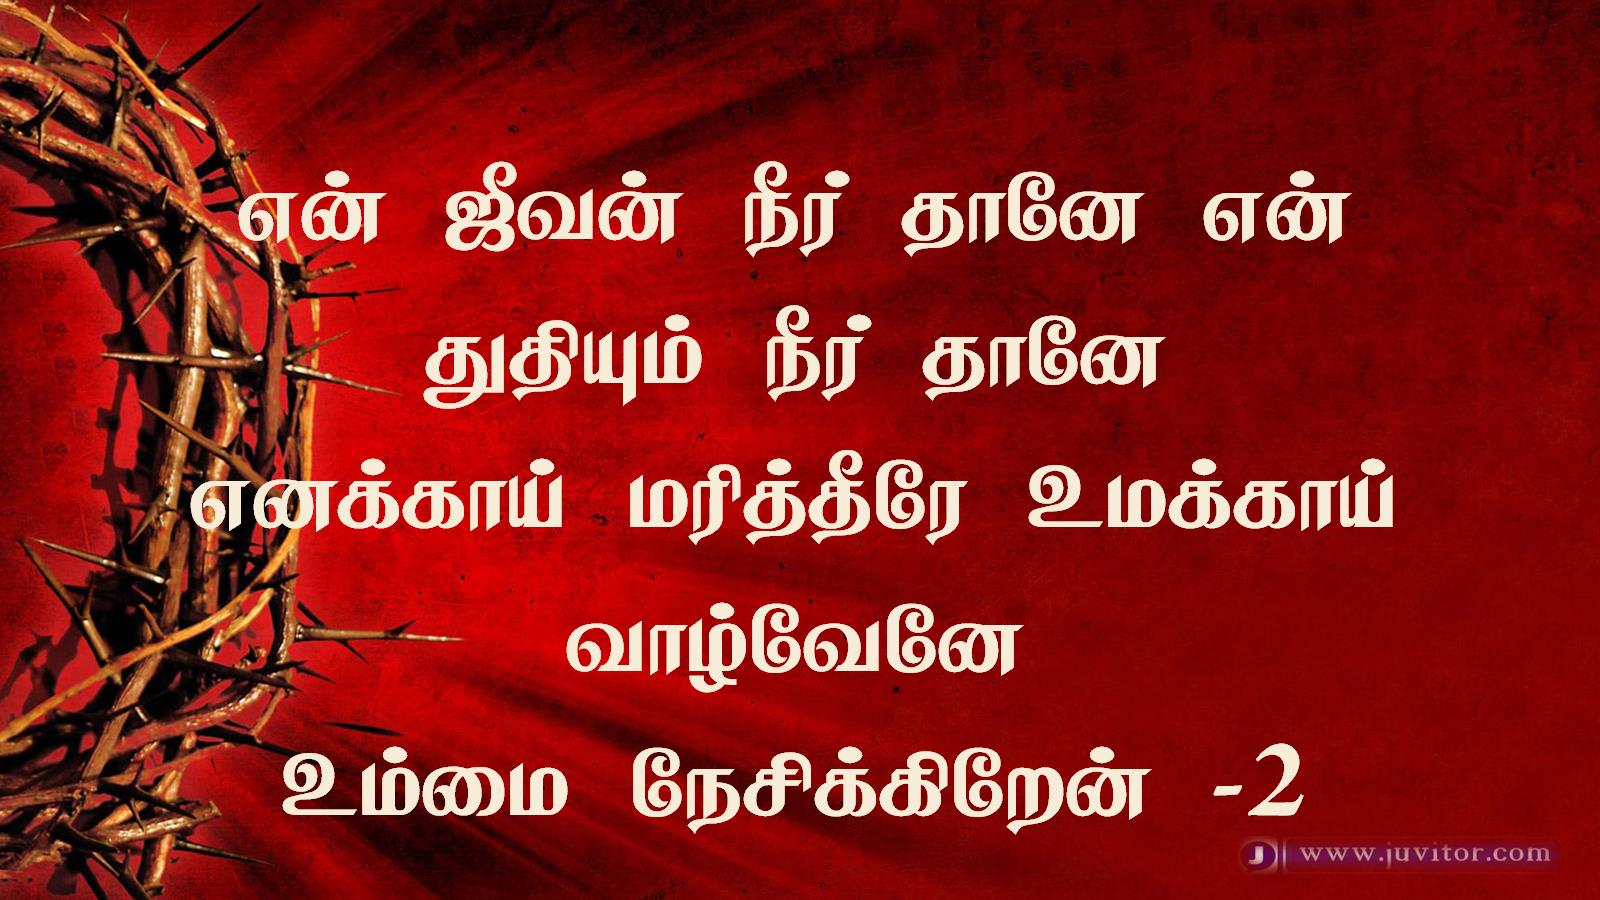 என் ஜீவன் நீர் தானே என்
துதியும் நீர் தானே
எனக்காய் மரித்தீரே உமக்காய்
வாழ்வேனே
உம்மை நேசிக்கிறேன் -2
J www.juvitor.com